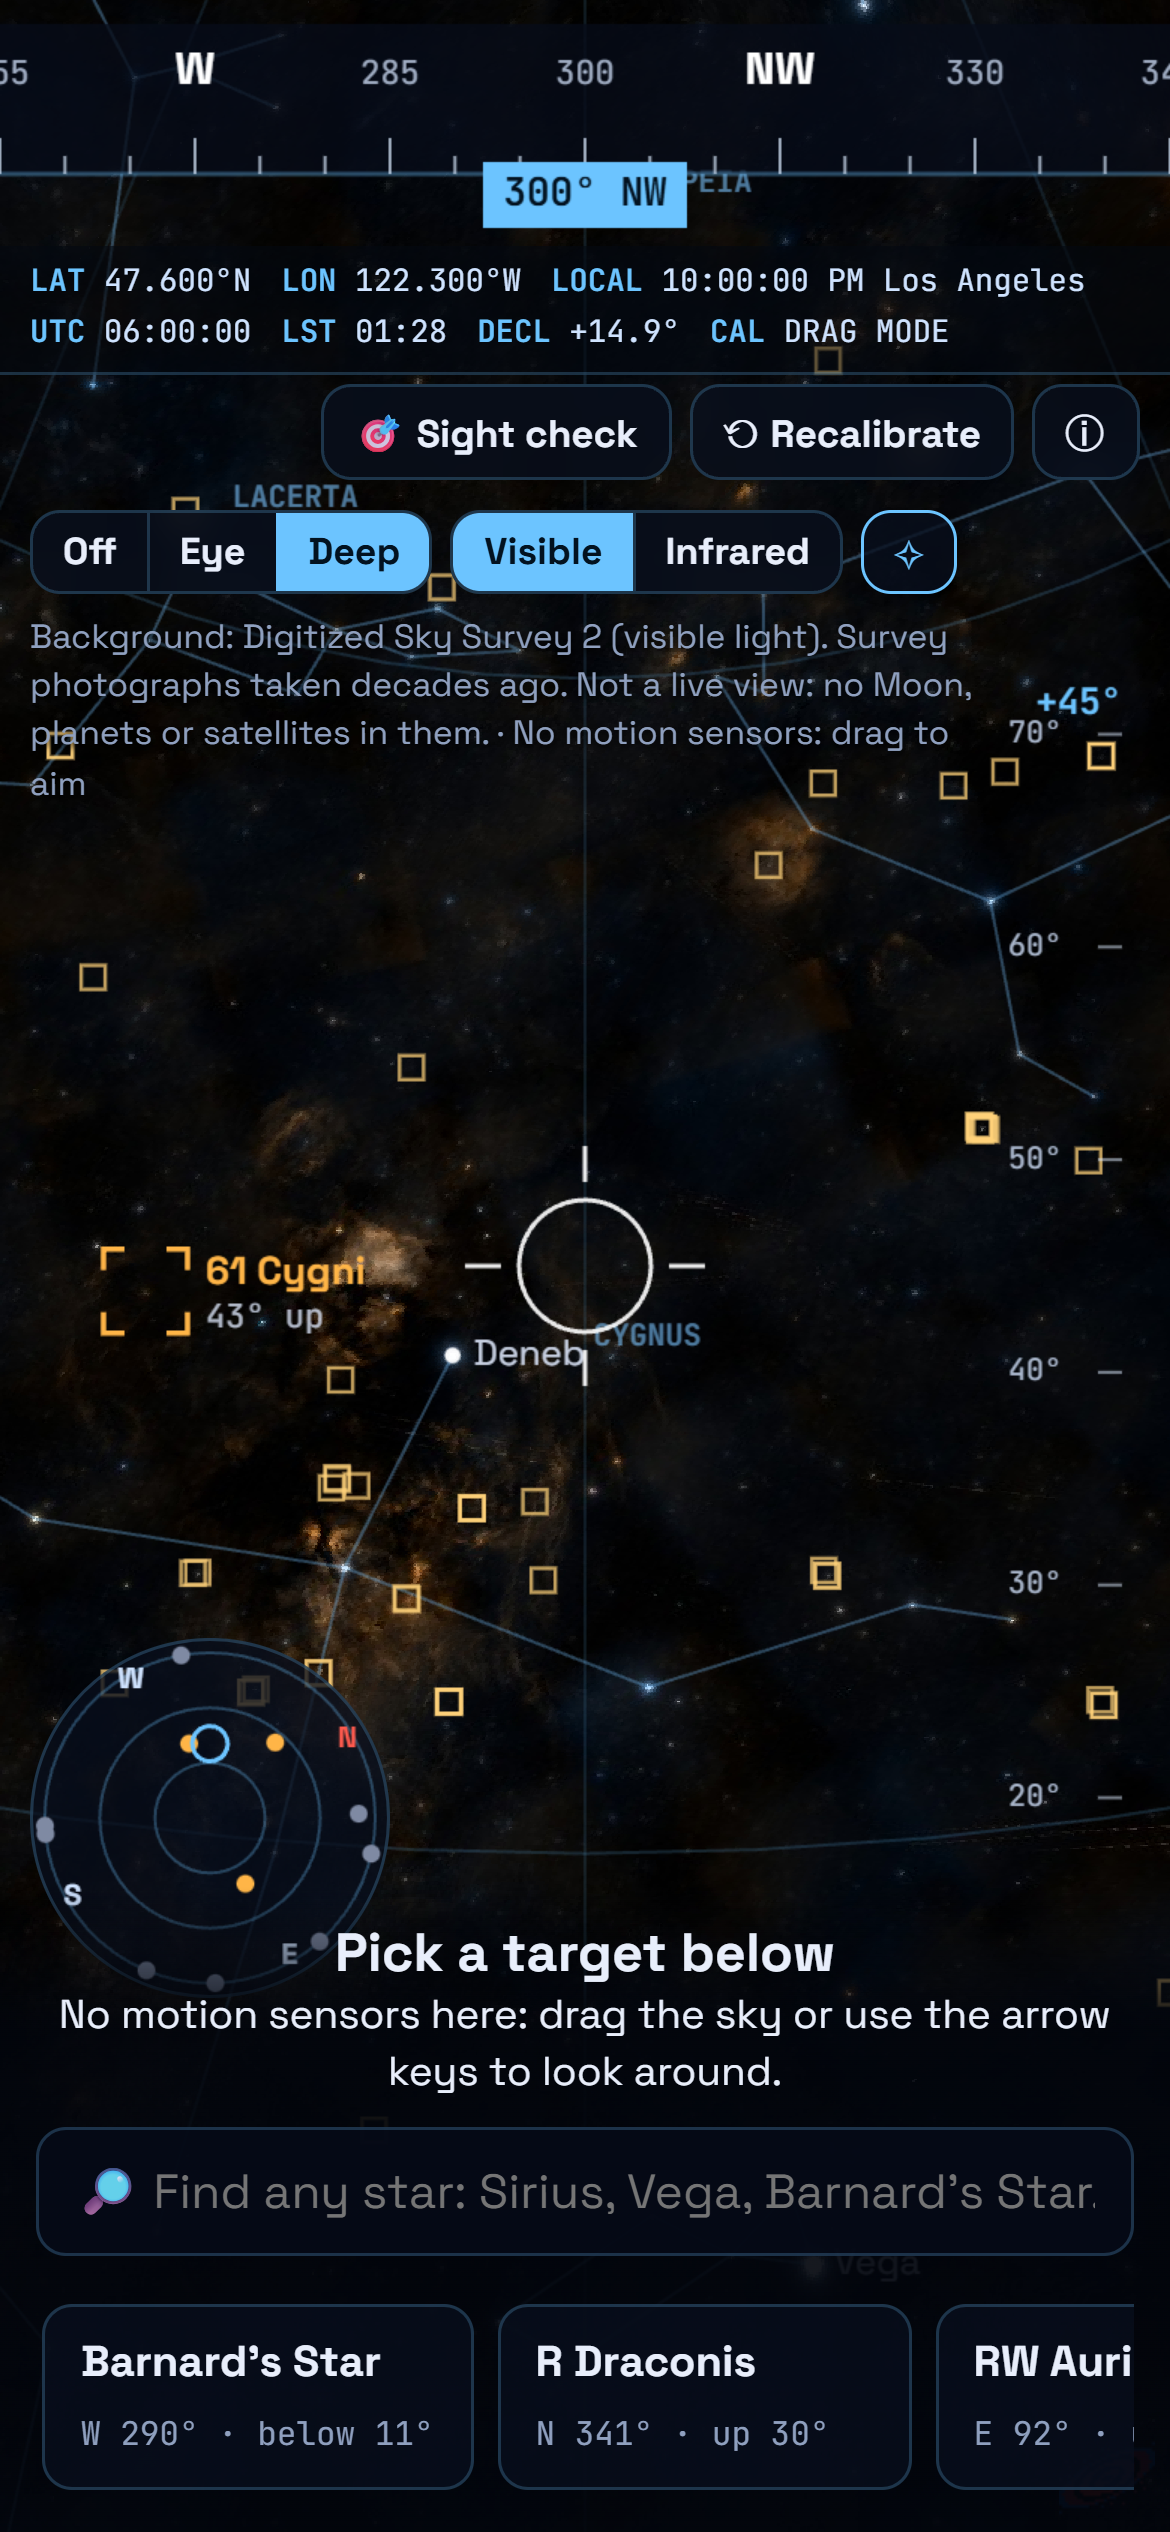 W 285 300 NW 330
300° NW
LAT 47.600°N LON 122.300°W LOCAL 10:00:00 PM Los Angeles
UTC 06:00:00 LST 01:28 DECL +14.9° CAL DRAG MODE
Sight check Recalibrate
LACERTA
Off Eye Deep Visible Infrared
Background: Digitized Sky Survey 2 (visible light). Survey
photographs taken decades ago. Not a live view: no Moon,
planets or satellites in them. · No motion sensors: drag to
aim
+45°
70°
60°
50°
61 Cygni
43° up
CYGNUS
Deneb
40°
30°
W
N
20°
S
E
Pick a target below
No motion sensors here: drag the sky or use the arrow
keys to look around.
Find any star: Sirius, Vega, Barnard's Star.
Vega
Barnard's Star R Draconis RW Auri
W 290° · below 11° N 341° · up 30° E 92° ·